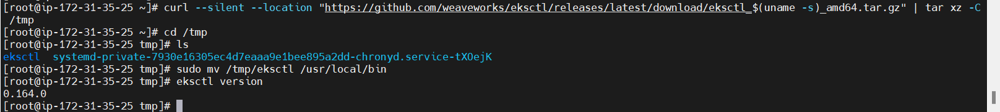 [root@ip-172-31-35-25 ~]# curl --silent --location "https://github.com/weaveworks/eksctl/releases/latest/download/eksctl_$(uname -s)_amd64.tar.gz" | tar xz -C
 /tmp
[root@ip-172-31-35-25 ~]# cd /tmp
[root@ip-172-31-35-25 tmp]# ls
eksctl  systemd-private-7930e16305ec4d7eaaa9e1bee895a2dd-chronyd.service-tXOejK
[root@ip-172-31-35-25 tmp]# sudo mv /tmp/eksctl /usr/local/bin
[root@ip-172-31-35-25 tmp]# eksctl version
0.164.0
[root@ip-172-31-35-25 tmp]#